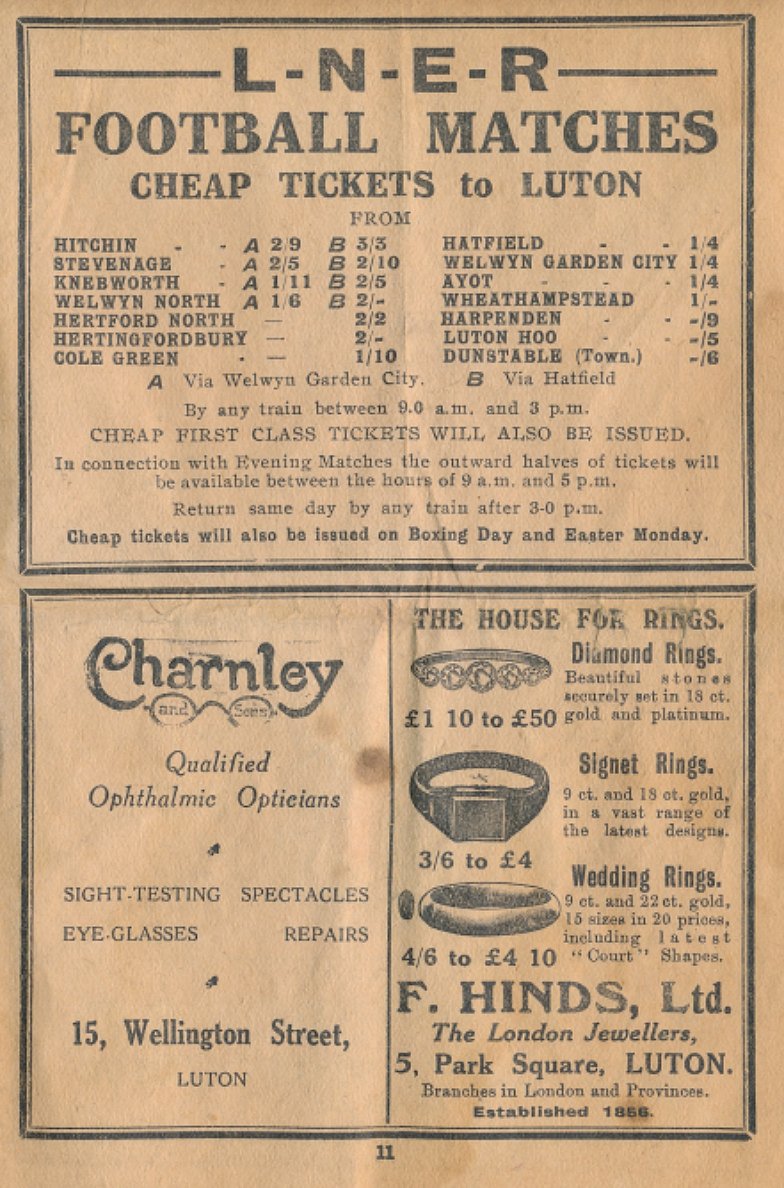 L-N-E-R
FOOTBALL MATCHES
CHEAP TICKETS to LUTON
FROM
HITCHIN - - A 2/9 B 3/3
STEVENAGE - A 2/5 B 2/10
KNEBWORTH - A 1/11 B 2/5
WELWYN NORTH A 1/6 B 2/-
HERTFORD NORTH — 2/2
HERTINGFORDBURY — 2/-
COLE GREEN - — 1/10
HATFIELD - - 1/4
WELWYN GARDEN CITY 1/4
AYOT - - - 1/4
WHEATHAMPSTEAD 1/-
HARPENDEN - - -/9
LUTON HOO - - -/5
DUNSTABLE (Town.) -/6
A Via Welwyn Garden City. B Via Hatfield
By any train between 9.0 a.m. and 3 p.m.
CHEAP FIRST CLASS TICKETS WILL ALSO BE ISSUED.
In connection with Evening Matches the outward halves of tickets will
be available between the hours of 9 a.m. and 5 p.m.
Return same day by any train after 3-0 p.m.
Cheap tickets will also be issued on Boxing Day and Easter Monday.
Charnley
and Sons
Qualified
Ophthalmic Opticians
SIGHT-TESTING SPECTACLES
EYE-GLASSES REPAIRS
15, Wellington Street,
LUTON
THE HOUSE FOR RINGS.
Diamond Rings.
Beautiful stones
securely set in 18 ct.
gold and platinum.
£1 10 to £50
Signet Rings.
9 ct. and 18 ct. gold,
in a vast range of
the latest designs.
3/6 to £4
Wedding Rings.
9 ct. and 22 ct. gold,
15 sizes in 20 prices,
including latest
"Court" Shapes.
4/6 to £4 10
F. HINDS, Ltd.
The London Jewellers,
5, Park Square, LUTON.
Branches in London and Provinces.
Established 1856.
11